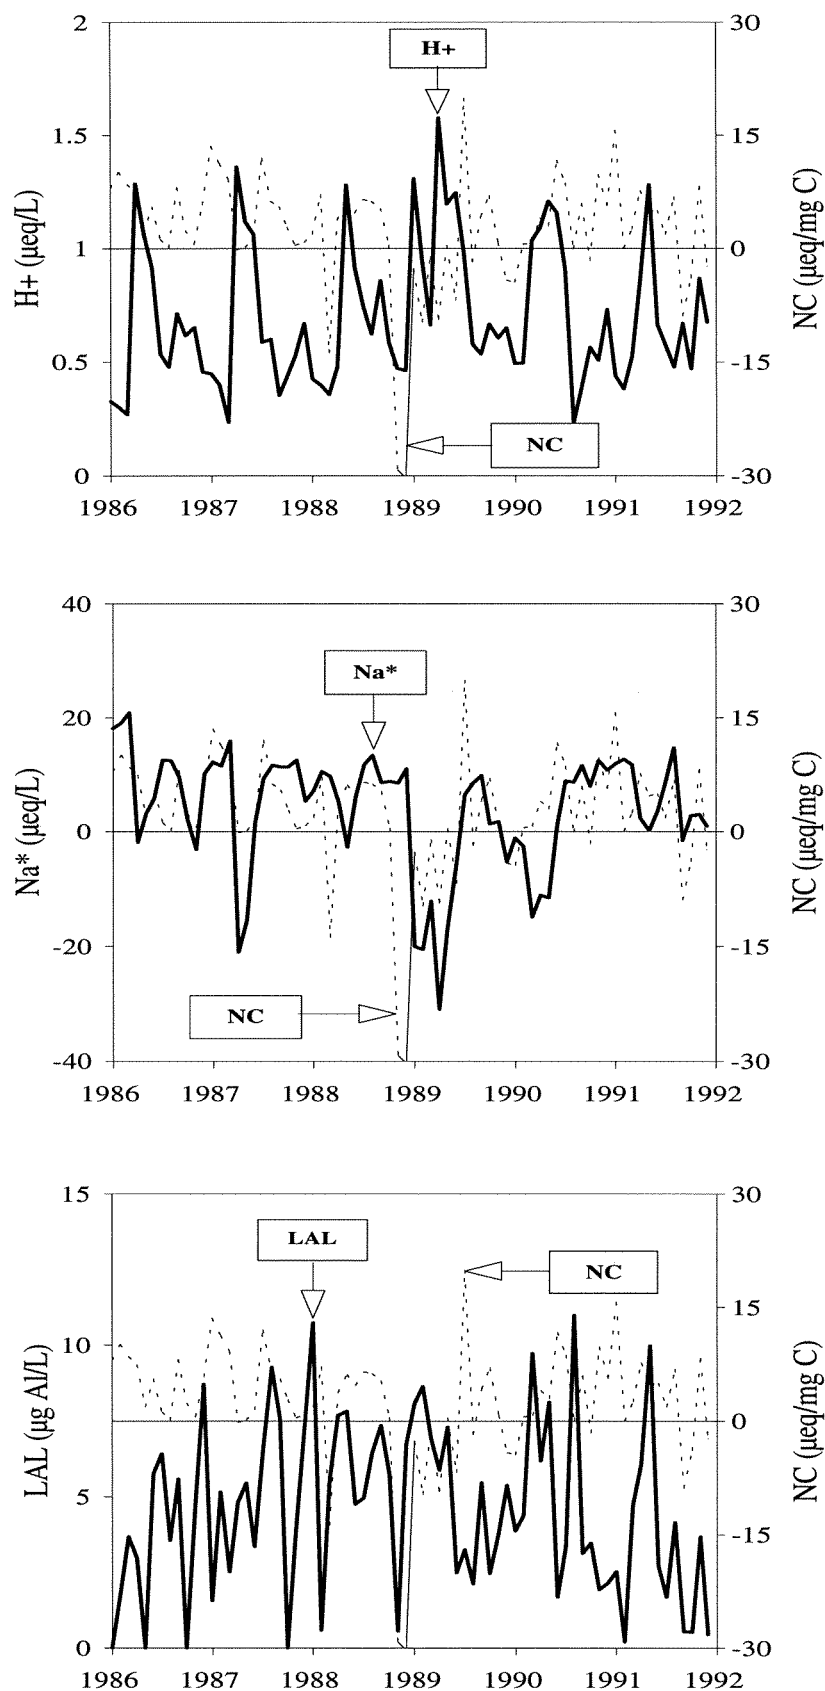 2 30
H+
1.5 15
H+ (μeq/L)
1 0
NC (μeq/mg C)
0.5 -15
NC
0 -30
1986 1987 1988 1989 1990 1991 1992
40 30
Na*
20 15
Na* (μeq/L)
0 0
NC (μeq/mg C)
-20 -15
NC
-40 -30
1986 1987 1988 1989 1990 1991 1992
15 30
LAL
NC
15
10
LAL (μg Al/L)
0
NC (μeq/mg C)
5
-15
0 -30
1986 1987 1988 1989 1990 1991 1992